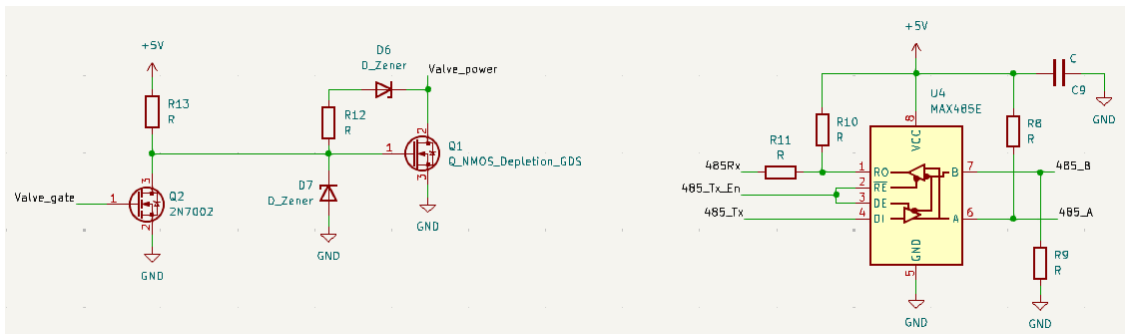 +5V
R13
R
Valve_gate
1
3
2
Q2
2N7002
GND
D6
D_Zener
R12
R
D7
D_Zener
GND
Valve_power
1
2
3
Q1
Q_NMOS_Depletion_GDS
GND
+5V
C
C9
GND
U4
MAX485E
R10
R
R11
R
R8
R
485Rx
485_Tx_En
485_Tx
1
2
3
4
8
VCC
RO
RE
DE
DI
B
A
GND
5
7
6
485_B
485_A
R9
R
GND
GND